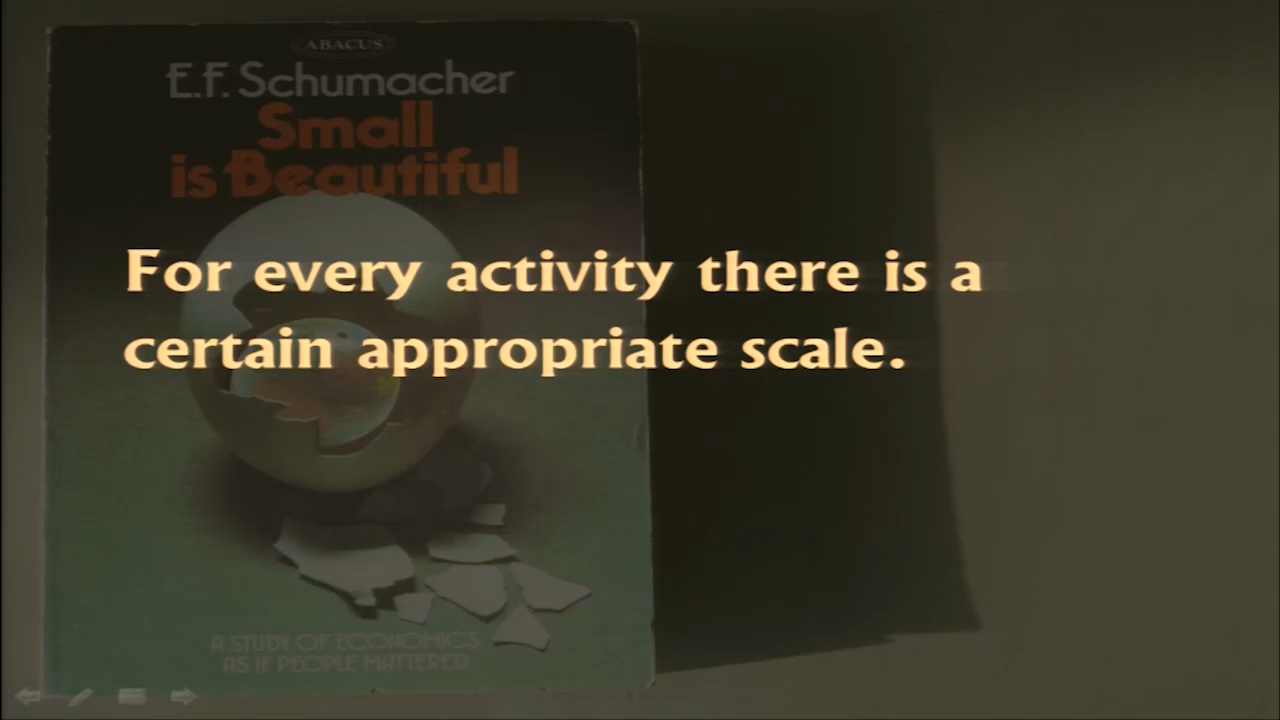 ABACUS
E.F. Schumacher
Small
is Beautiful
For every activity there is a
certain appropriate scale.
A STUDY OF ECONOMICS
AS IF PEOPLE MATTERED